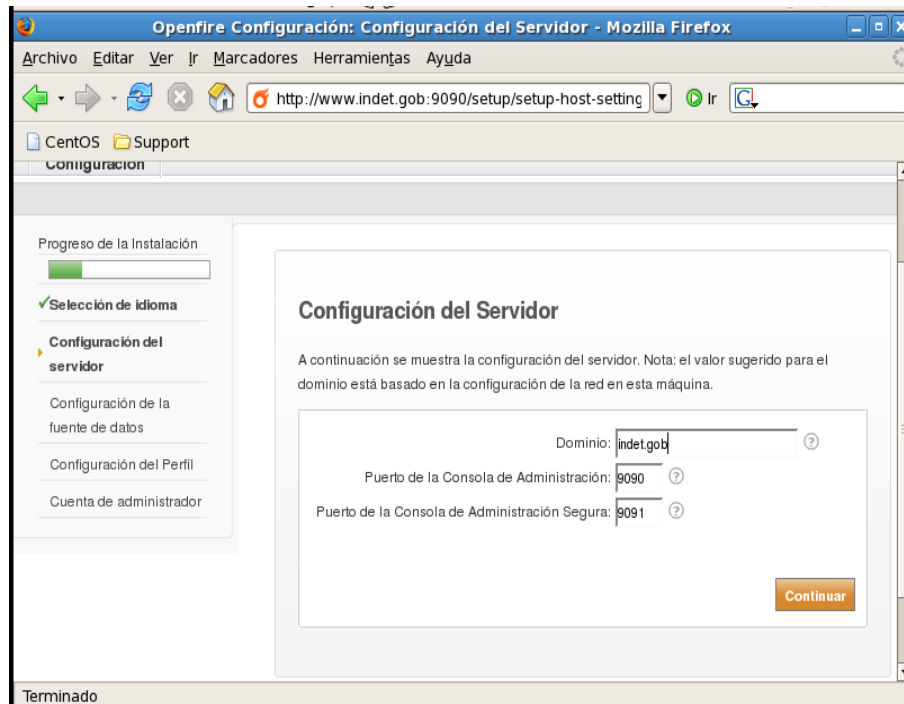 Openfire Configuración: Configuración del Servidor - Mozilla Firefox
Archivo Editar Ver Ir Marcadores Herramientas Ayuda
http://www.indet.gob:9090/setup/setup-host-setting Ir
CentOS Support
Configuración
Progreso de la Instalación
Selección de idioma
Configuración del
servidor
Configuración de la
fuente de datos
Configuración del Perfil
Cuenta de administrador
Configuración del Servidor
A continuación se muestra la configuración del servidor. Nota: el valor sugerido para el
dominio está basado en la configuración de la red en esta máquina.
Dominio: indet.gob
Puerto de la Consola de Administración: 9090
Puerto de la Consola de Administración Segura: 9091
Continuar
Terminado